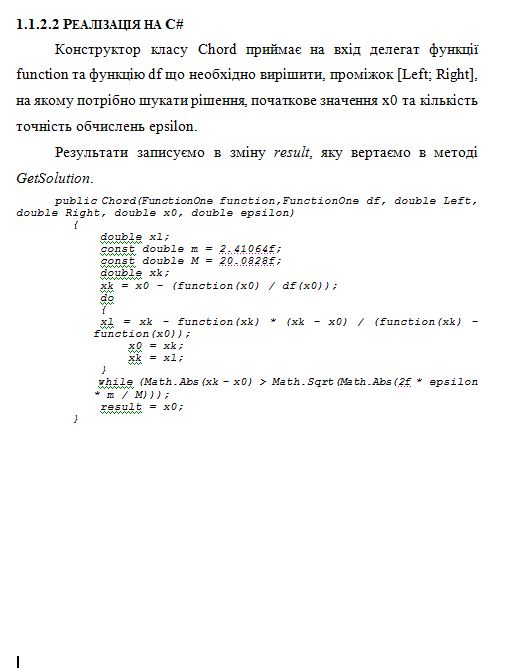 1.1.2.2 РЕАЛІЗАЦІЯ НА C#
Конструктор класу Chord приймає на вхід делегат функції
function та функцію df що необхідно вирішити, проміжок [Left; Right],
на якому потрібно шукати рішення, початкове значення x0 та кількість
точність обчислень epsilon.
Результати записуємо в зміну result, яку вертаємо в методі
GetSolution.
public Chord(FunctionOne function,FunctionOne df, double Left,
double Right, double x0, double epsilon)
{
double x1;
const double m = 2.41064f;
const double M = 20.0828f;
double xk;
xk = x0 - (function(x0) / df(x0));
do
{
x1 = xk - function(xk) * (xk - x0) / (function(xk) -
function(x0));
x0 = xk;
xk = x1;
}
while (Math.Abs(xk - x0) > Math.Sqrt(Math.Abs(2f * epsilon
* m / M)));
result = x0;
}